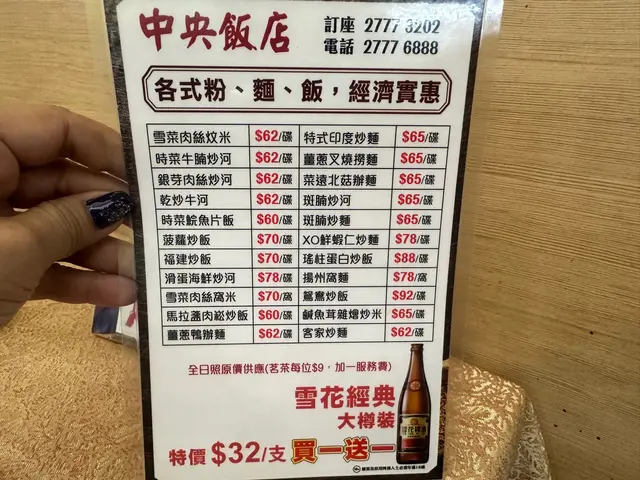 中央飯店
訂座 2777 3202
電話 2777 6888
各式粉、麵、飯，經濟實惠
雪菜肉絲炆米 $62/碟 特式印度炒麵 $65/碟
時菜牛腩炒河 $62/碟 薑蔥叉燒撈麵 $65/碟
銀芽肉絲炒河 $62/碟 菜遠北菇辦麵 $65/碟
乾炒牛河 $62/碟 斑腩炒河 $65/碟
時菜鯇魚片飯 $60/碟 斑腩炒麵 $65/碟
菠蘿炒飯 $70/碟 XO鮮蝦仁炒麵 $78/碟
福建炒飯 $70/碟 瑤柱蛋白炒飯 $88/碟
滑蛋海鮮炒河 $78/碟 揚州窩麵 $78/窩
雪菜肉絲窩米 $70/窩 鴛鴦炒飯 $92/碟
馬拉盞肉崧炒飯 $60/碟 鹹魚茸雜燴炒米 $65/碟
薑蔥鴨辦麵 $62/碟 客家炒麵 $62/碟
全日照原價供應(茗茶每位$9，加一服務費)
雪花經典
大樽裝
特價 $32/支 買一送一